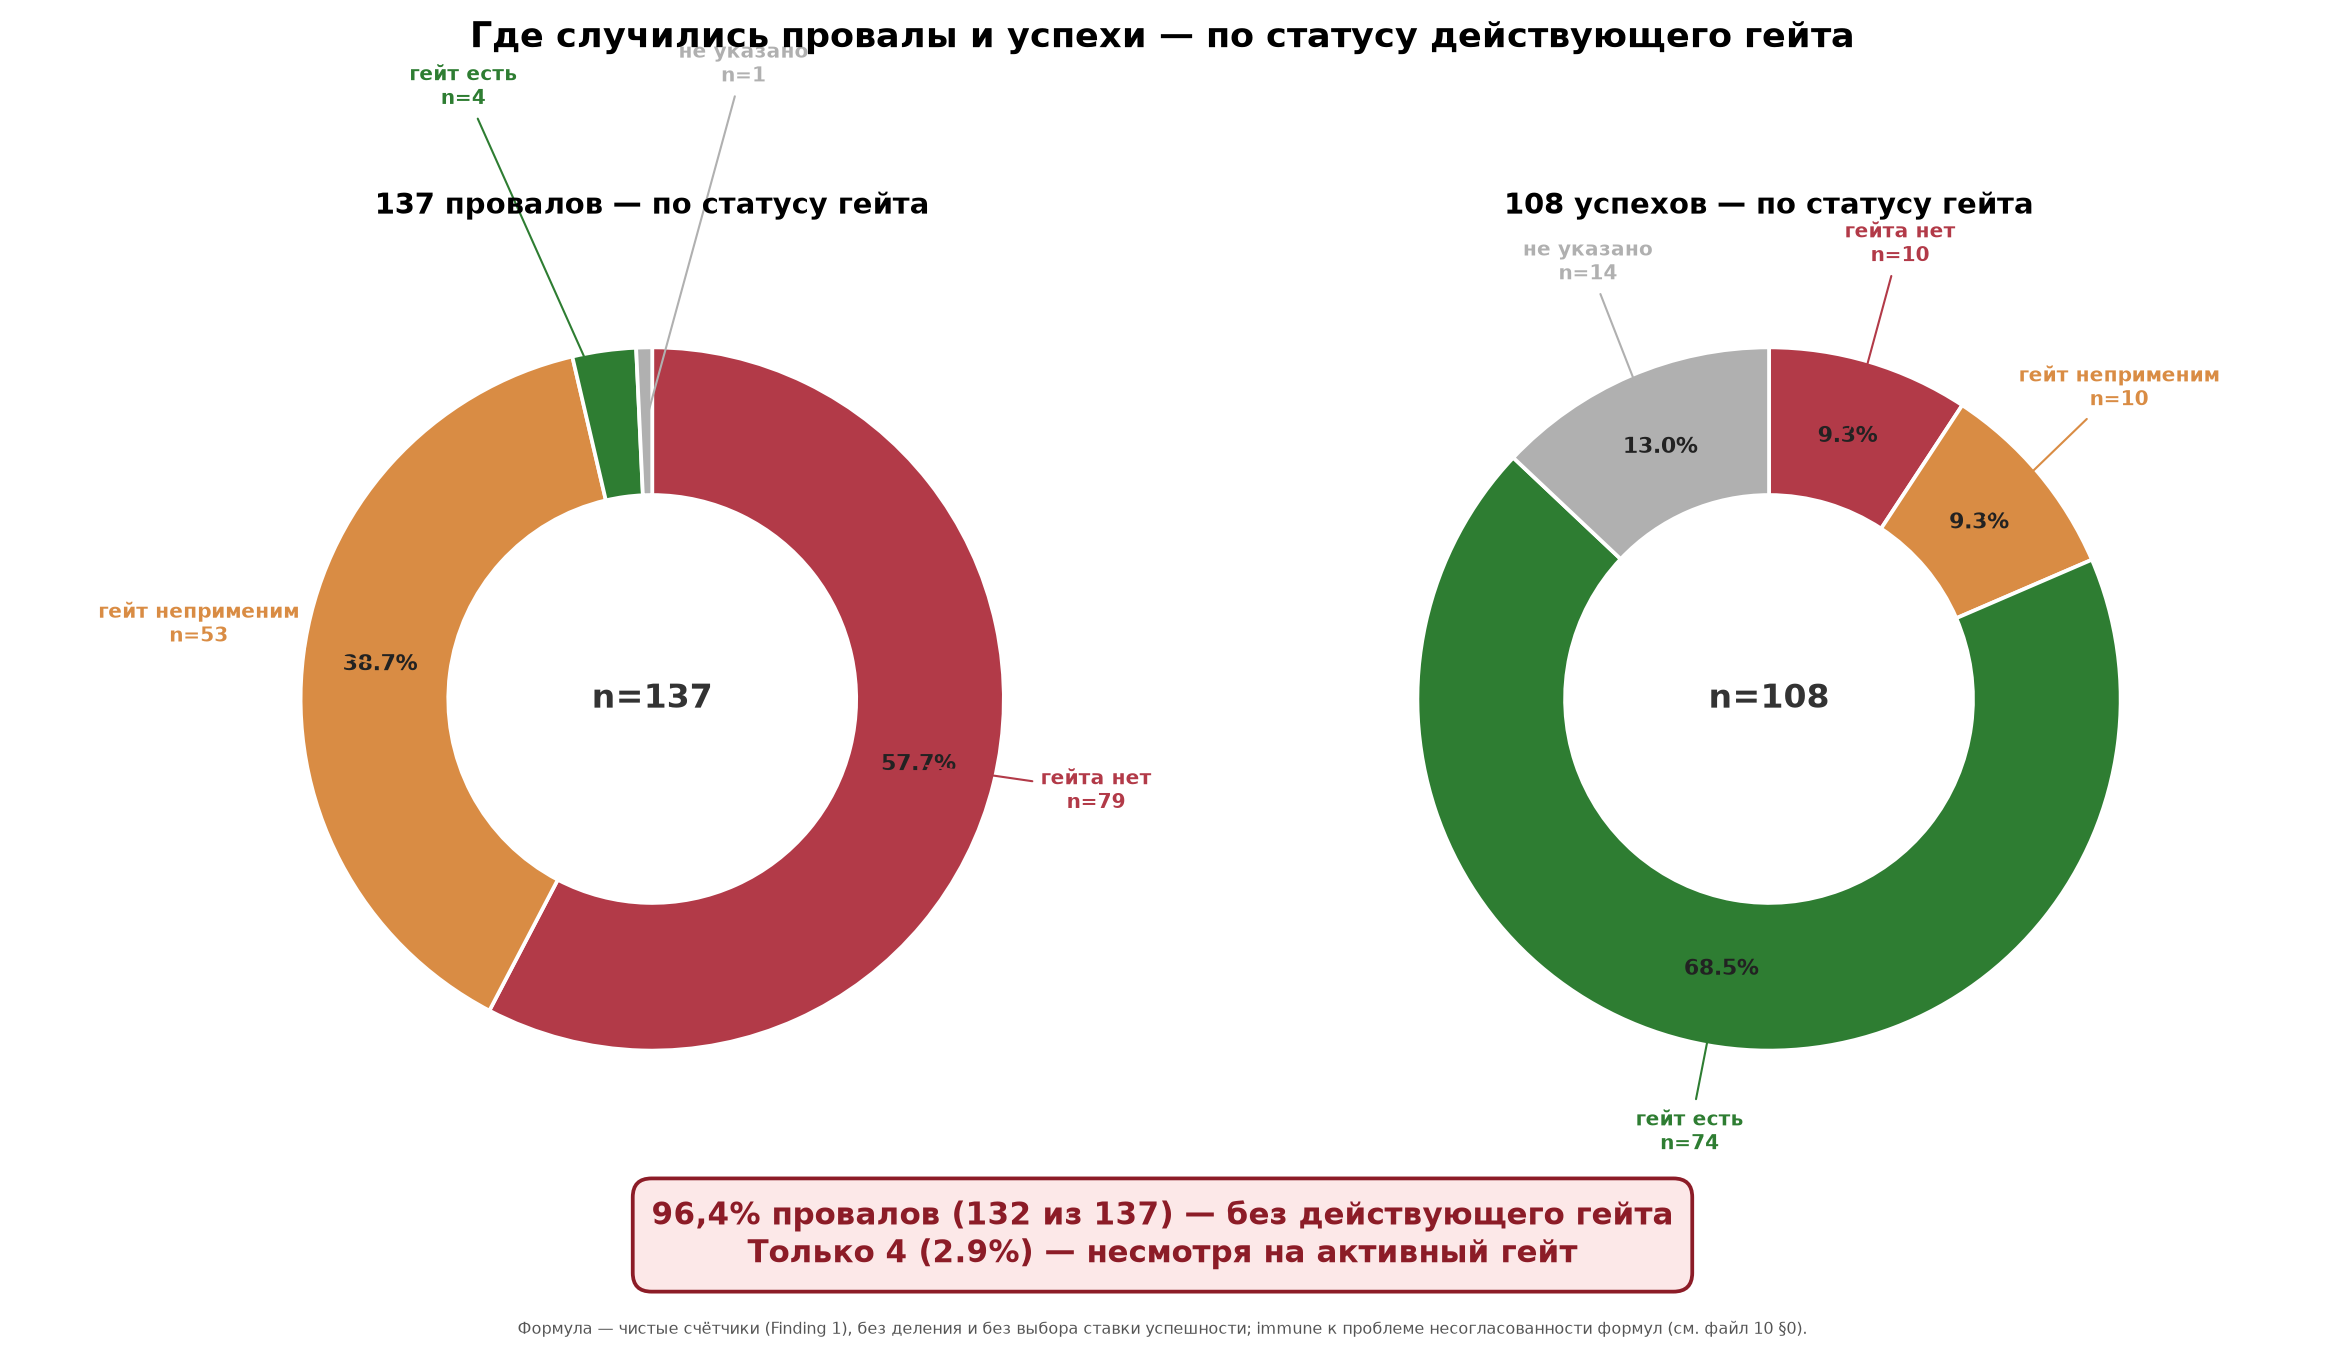 Где случились провалы и успехи — по статусу действующего гейта
не указано
n=1
гейт есть
n=4
137 провалов — по статусу гейта
гейт неприменим
n=53
38.7%
n=137
57.7%
гейта нет
n=79
108 успехов — по статусу гейта
не указано
n=14
гейта нет
n=10
гейт неприменим
n=10
13.0%
9.3%
9.3%
n=108
68.5%
гейт есть
n=74
96,4% провалов (132 из 137) — без действующего гейта
Только 4 (2.9%) — несмотря на активный гейт
Формула — чистые счётчики (Finding 1), без деления и без выбора ставки успешности; immune к проблеме несогласованности формул (см. файл 10 §0).